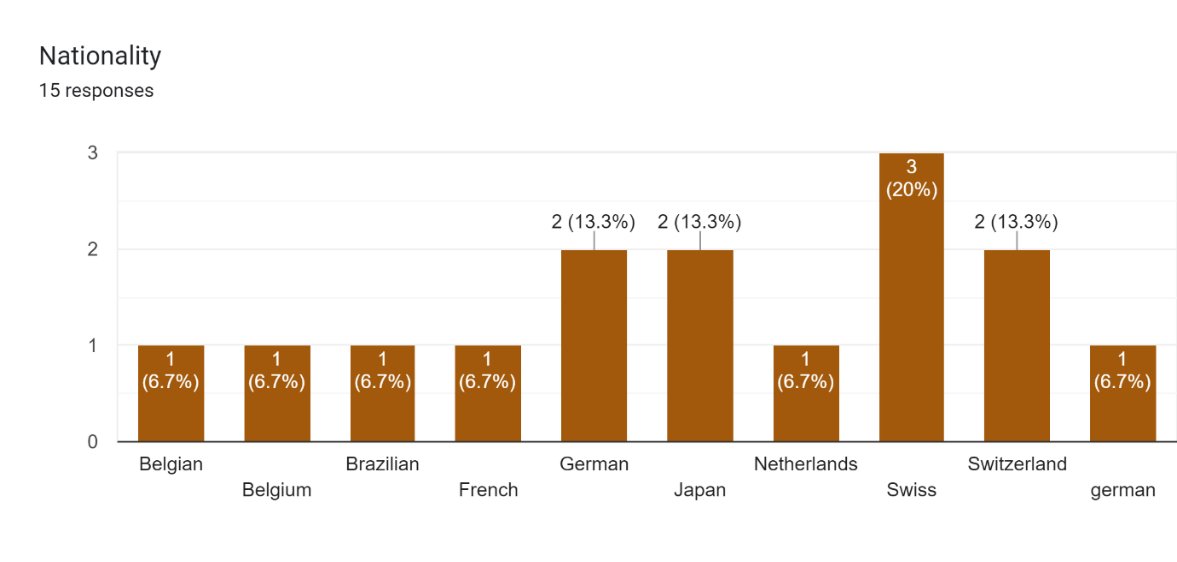 Nationality
15 responses
3
2
1
0
1
(6.7%)
1
(6.7%)
1
(6.7%)
1
(6.7%)
2 (13.3%)
2 (13.3%)
1
(6.7%)
3
(20%)
2 (13.3%)
1
(6.7%)
Belgian
Belgium
Brazilian
French
German
Japan
Netherlands
Swiss
Switzerland
german